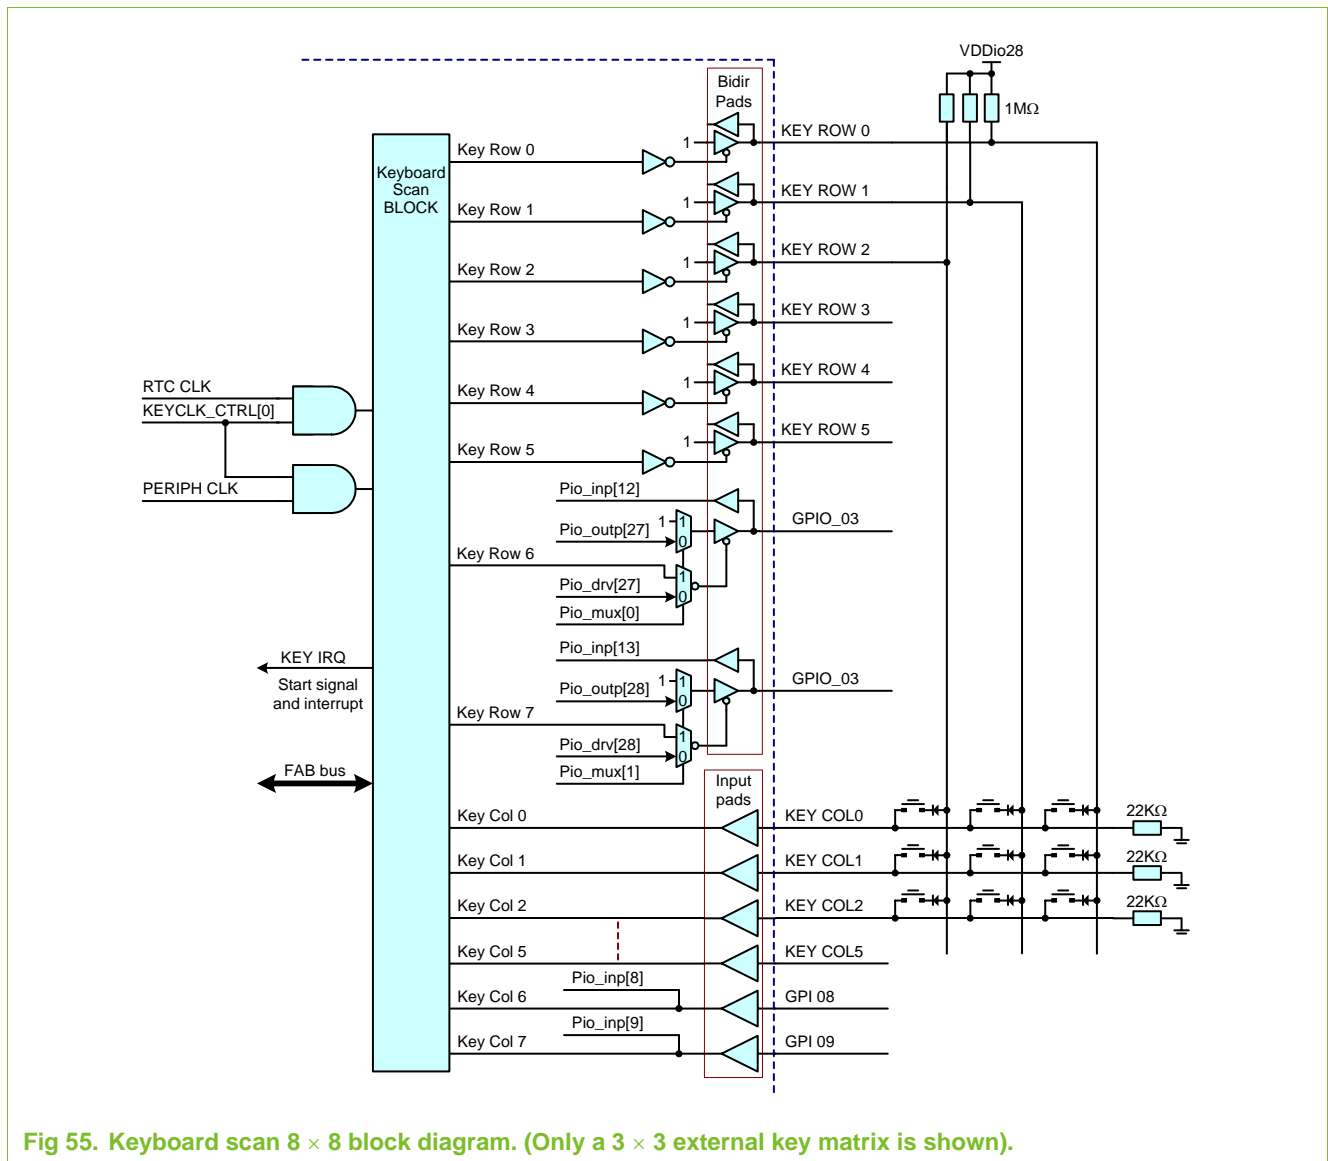 VDDio28
Bidir
Pads
1MΩ
KEY ROW 0
1
Key Row 0
Keyboard
Scan
BLOCK
KEY ROW 1
1
Key Row 1
KEY ROW 2
1
Key Row 2
KEY ROW 3
1
Key Row 3
KEY ROW 4
1
Key Row 4
RTC CLK
KEYCLK_CTRL[0]
KEY ROW 5
1
Key Row 5
PERIPH CLK
Pio_inp[12]
GPIO_03
1
1
Pio_outp[27]
0
Key Row 6
1
Pio_drv[27]
0
Pio_mux[0]
Pio_inp[13]
KEY IRQ
Start signal
and interrupt
GPIO_03
1
1
Pio_outp[28]
0
Key Row 7
1
Pio_drv[28]
0
Pio_mux[1]
FAB bus
Input
pads
Key Col 0
KEY COL0
22KΩ
Key Col 1
KEY COL1
22KΩ
Key Col 2
KEY COL2
22KΩ
Key Col 5
KEY COL5
Pio_inp[8]
Key Col 6
GPI 08
Pio_inp[9]
Key Col 7
GPI 09
Fig 55. Keyboard scan 8 × 8 block diagram. (Only a 3 × 3 external key matrix is shown).